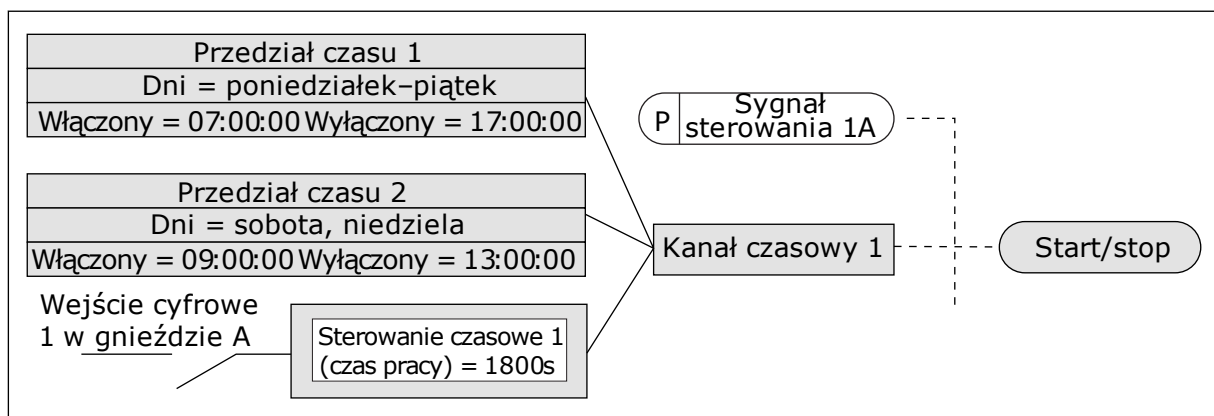 Przedział czasu 1
Dni = poniedziałek–piątek
Włączony = 07:00:00 Wyłączony = 17:00:00
P
Sygnał
sterowania 1A
Przedział czasu 2
Dni = sobota, niedziela
Włączony = 09:00:00 Wyłączony = 13:00:00
Kanał czasowy 1
Start/stop
Wejście cyfrowe
1 w gnieździe A
Sterowanie czasowe 1
(czas pracy) = 1800s